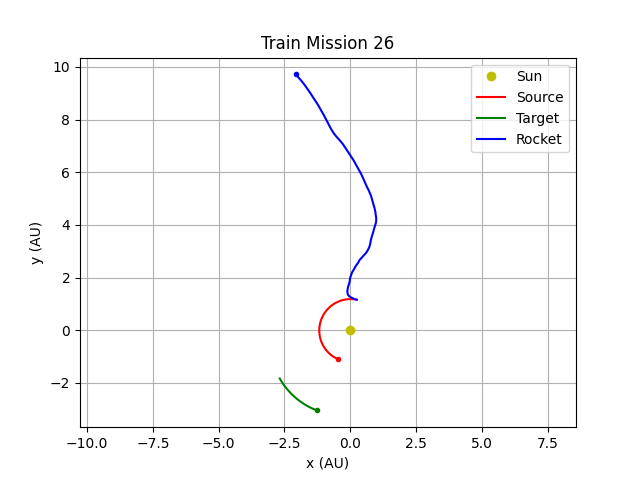 Train Mission 26
Sun
Source
Target
Rocket
y (AU)
10
8
6
4
2
0
−2
−10.0 −7.5 −5.0 −2.5 0.0 2.5 5.0 7.5
x (AU)